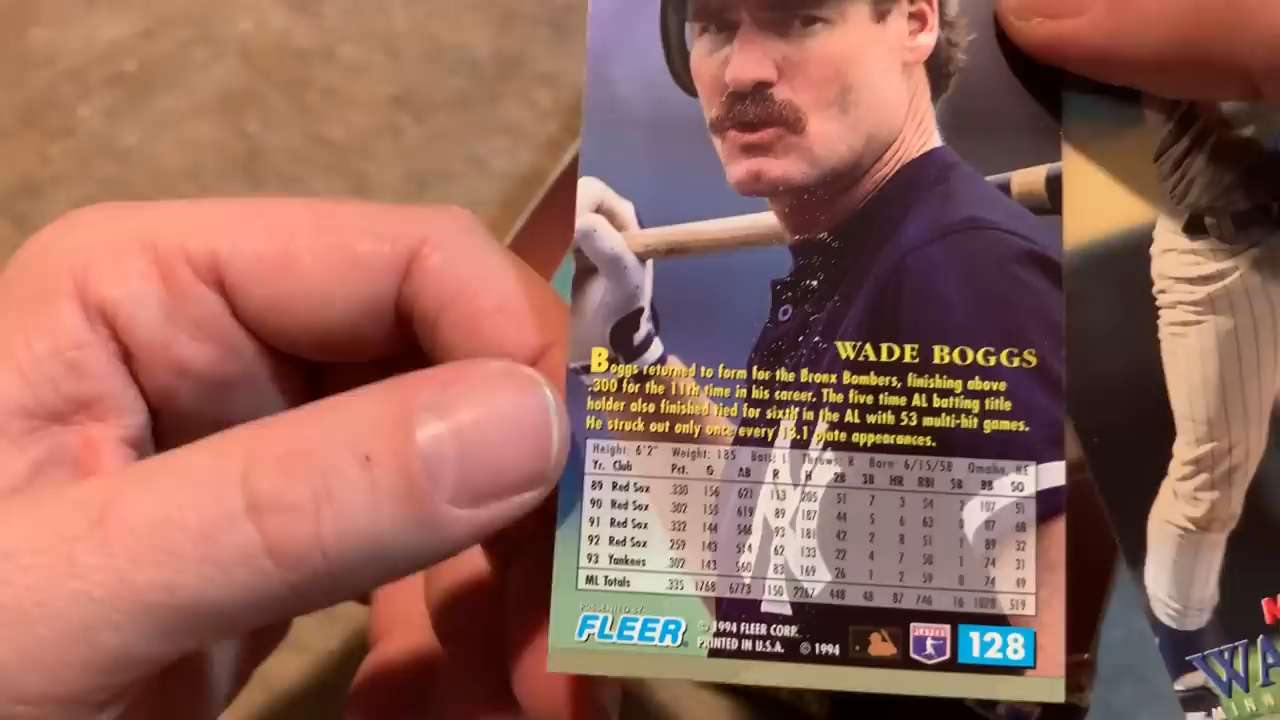 WADE BOGGS
Boggs returned to form for the Bronx Bombers, finishing above
.300 for the 11th time in his career. The five time AL batting title
holder also finished tied for sixth in the AL with 53 multi-hit games.
He struck out only once every 13.1 plate appearances.
Height: 6'2" Weight: 185 Bats: L Throws: R Born: 6/15/58 Omaha, NE
Yr. Club Pct. G AB R H 2B 3B HR RBI SB BB SO
89 Red Sox .330 156 621 113 205 51 7 3 54 2 107 51
90 Red Sox .302 155 619 89 187 44 5 6 63 0 87 68
91 Red Sox .332 144 546 93 181 42 2 8 51 1 89 32
92 Red Sox .259 143 514 62 133 22 4 7 50 1 74 31
93 Yankees .302 143 560 83 169 26 1 2 59 0 74 49
ML Totals .335 1768 6773 1150 2267 448 48 87 746 16 1078 519
PRESENTED BY
FLEER
© 1994 FLEER CORP.
PRINTED IN U.S.A. © 1994
128
WA
MINN